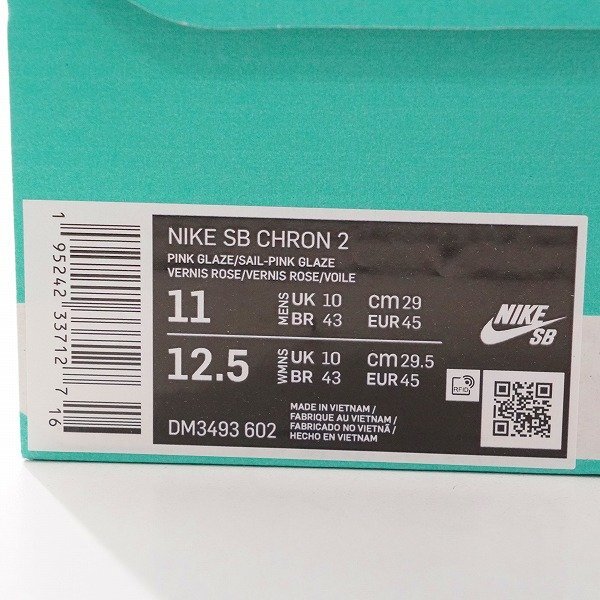 1 95242 33712 7 16
NIKE SB CHRON 2
PINK GLAZE/SAIL-PINK GLAZE
VERNIS ROSE/VERNIS ROSE/VOILE
11 MENS UK 10 cm 29
BR 43 EUR 45
12.5 WMNS UK 10 cm 29.5
BR 43 EUR 45
DM3493 602
MADE IN VIETNAM/
FABRIQUE AU VIETNAM/
FABRICADO NO VIETNÃ/
HECHO EN VIETNAM
NIKE
SB
RFID